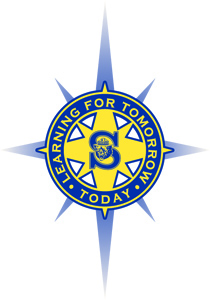 LEARNING FOR TOMORROW
• TODAY •
S